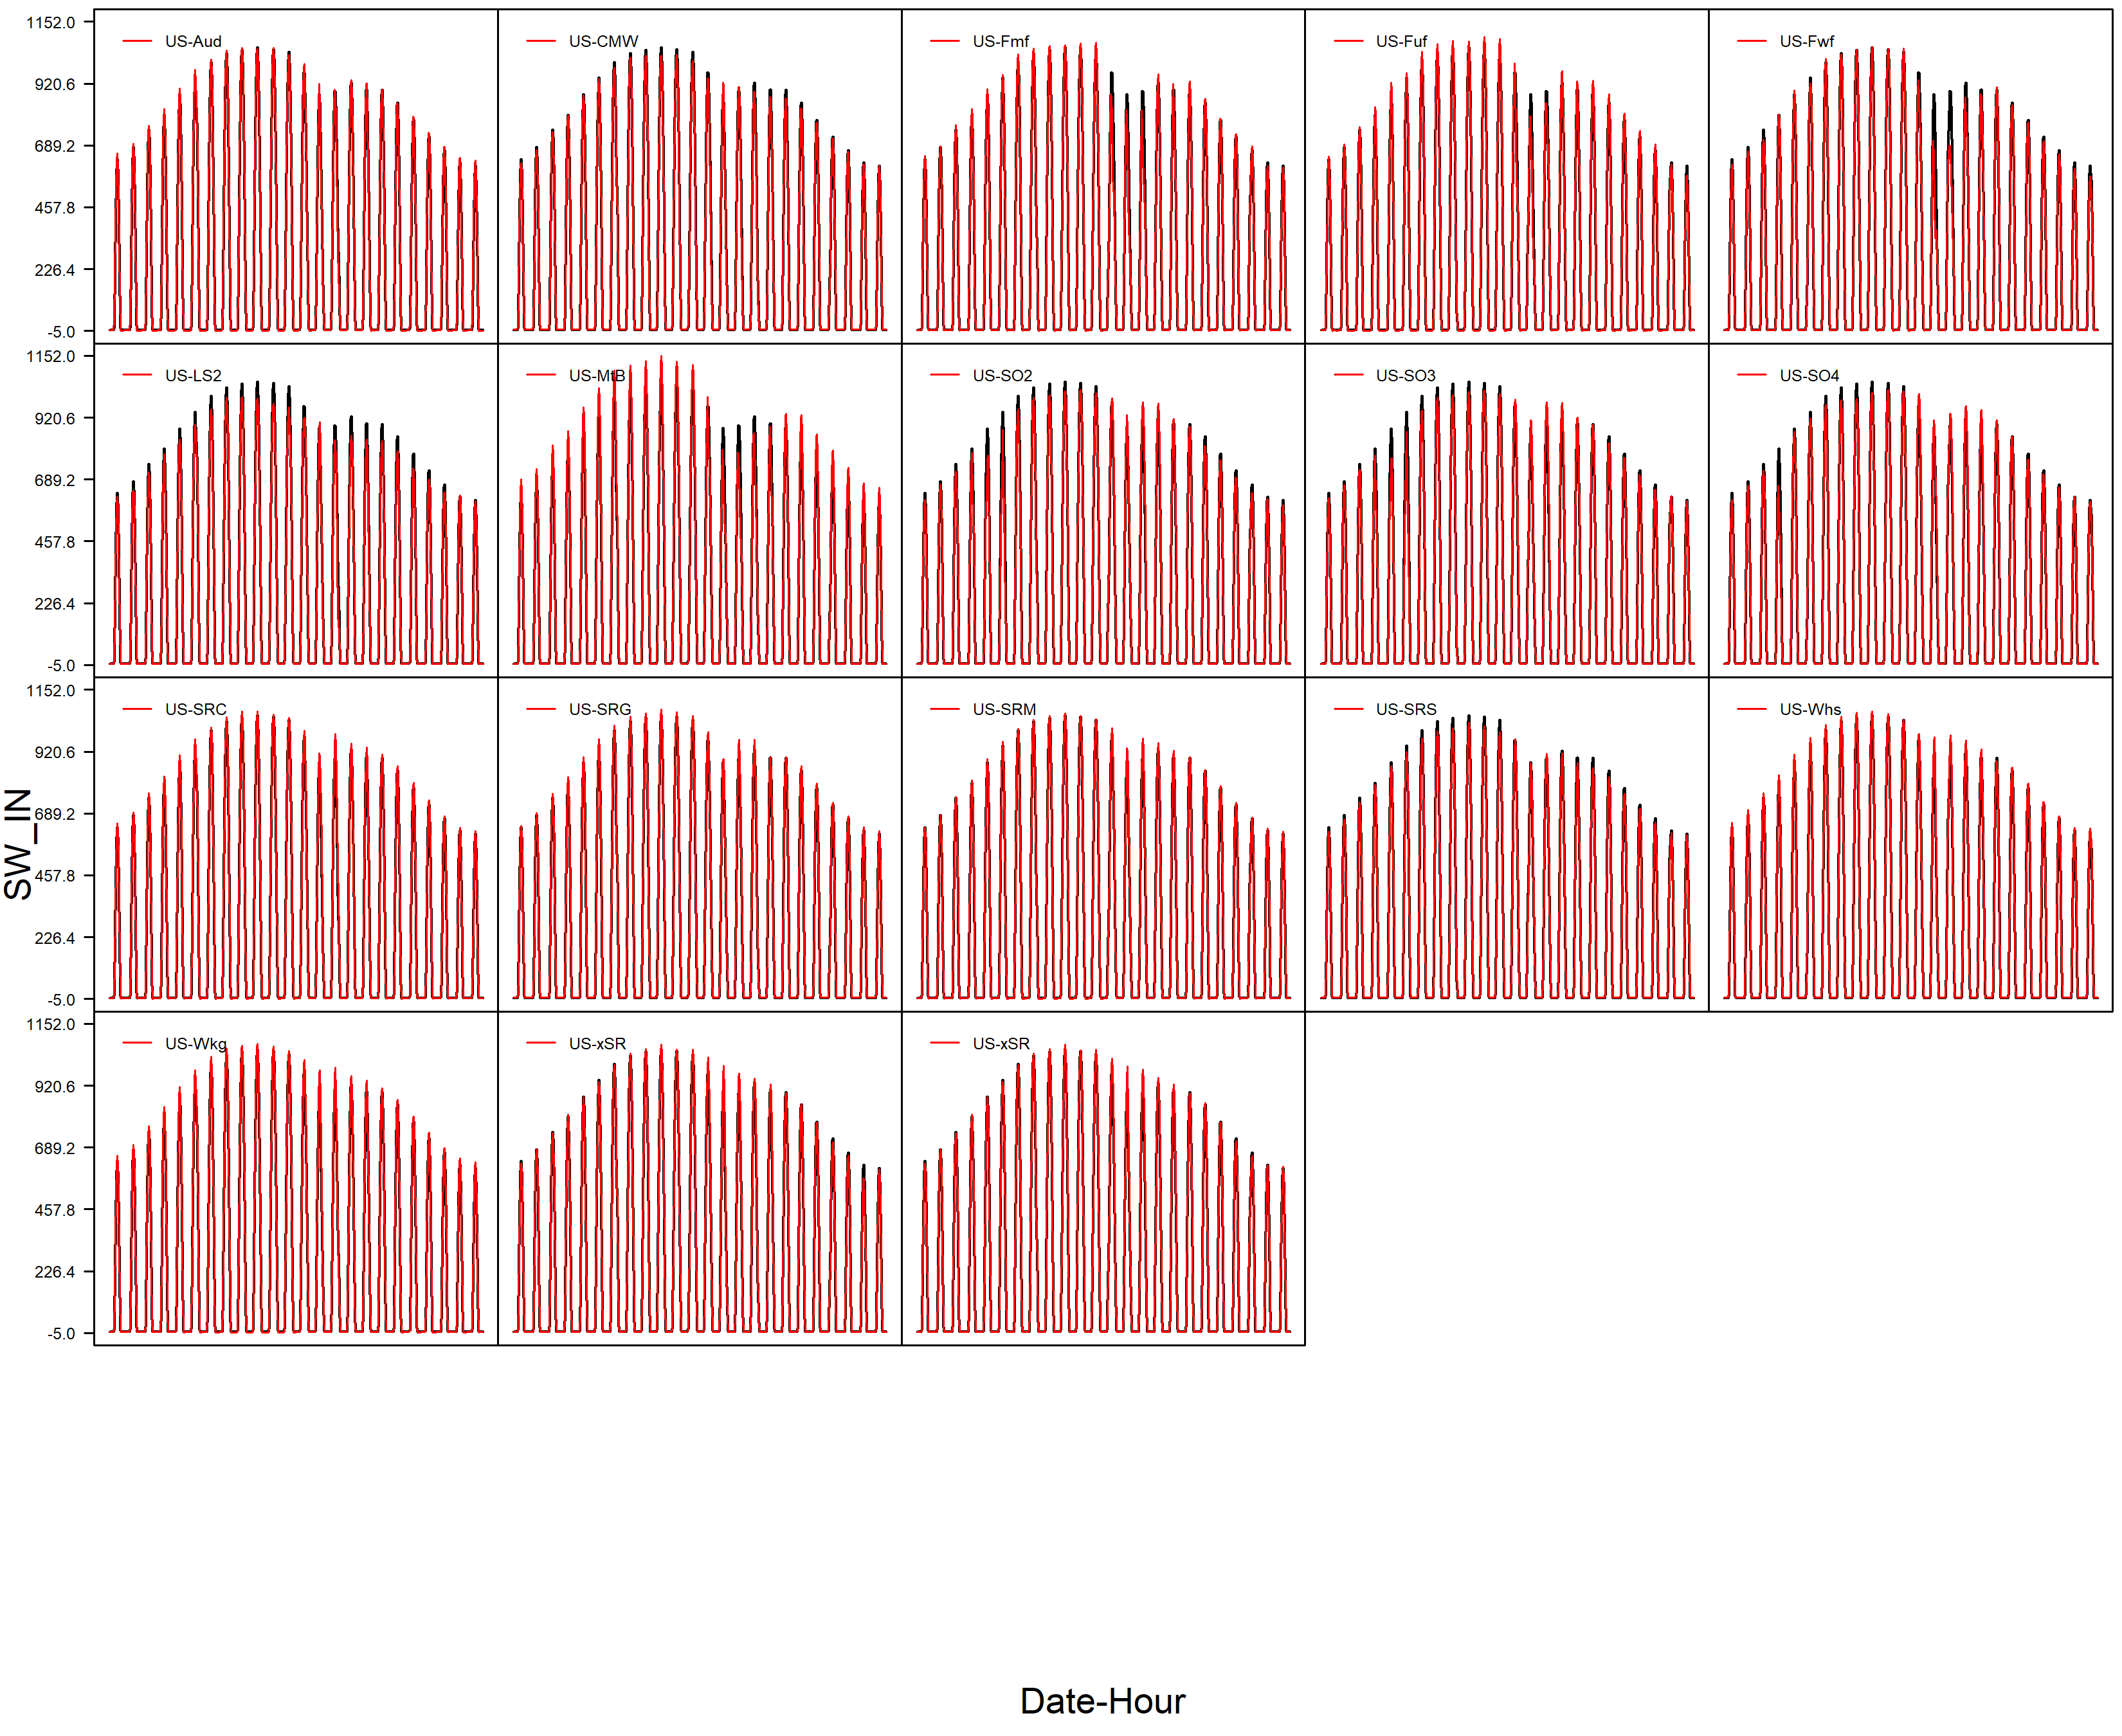 1152.0
US-Aud
US-CMW
US-Fmf
US-Fuf
US-Fwf
920.6
689.2
457.8
226.4
-5.0
1152.0
US-LS2
US-MtB
US-SO2
US-SO3
US-SO4
920.6
689.2
457.8
226.4
-5.0
1152.0
US-SRC
US-SRG
US-SRM
US-SRS
US-Whs
920.6
689.2
457.8
226.4
-5.0
SW_IN
1152.0
US-Wkg
US-xSR
US-xSR
920.6
689.2
457.8
226.4
-5.0
Date-Hour